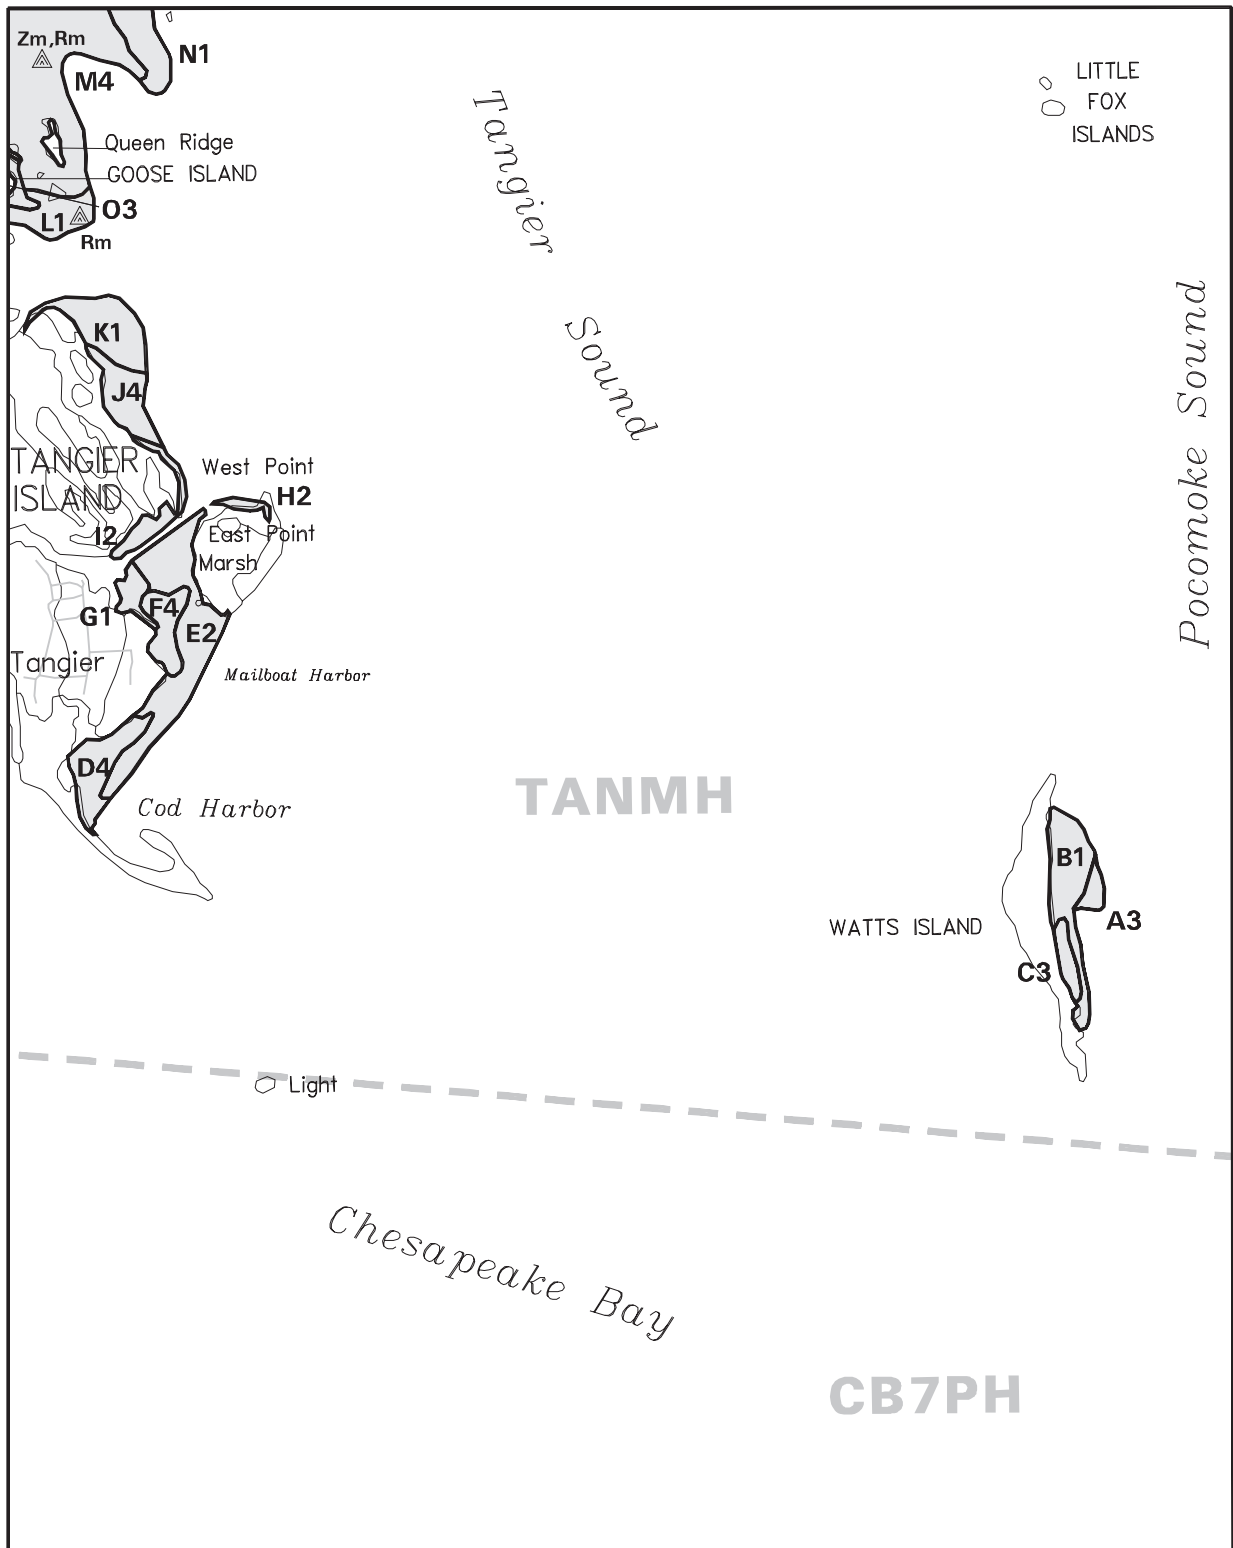 Zm,Rm
N1
M4
LITTLE
FOX
ISLANDS
Queen Ridge
GOOSE ISLAND
O3
L1
Rm
Tangier
Sound
Pocomoke Sound
K1
J4
TANGIER
ISLAND
West Point
H2
I2
East Point
Marsh
G1
F4
E2
Tangier
Mailboat Harbor
D4
Cod Harbor
TANMH
B1
A3
WATTS ISLAND
C3
Light
Chesapeake Bay
CB7PH